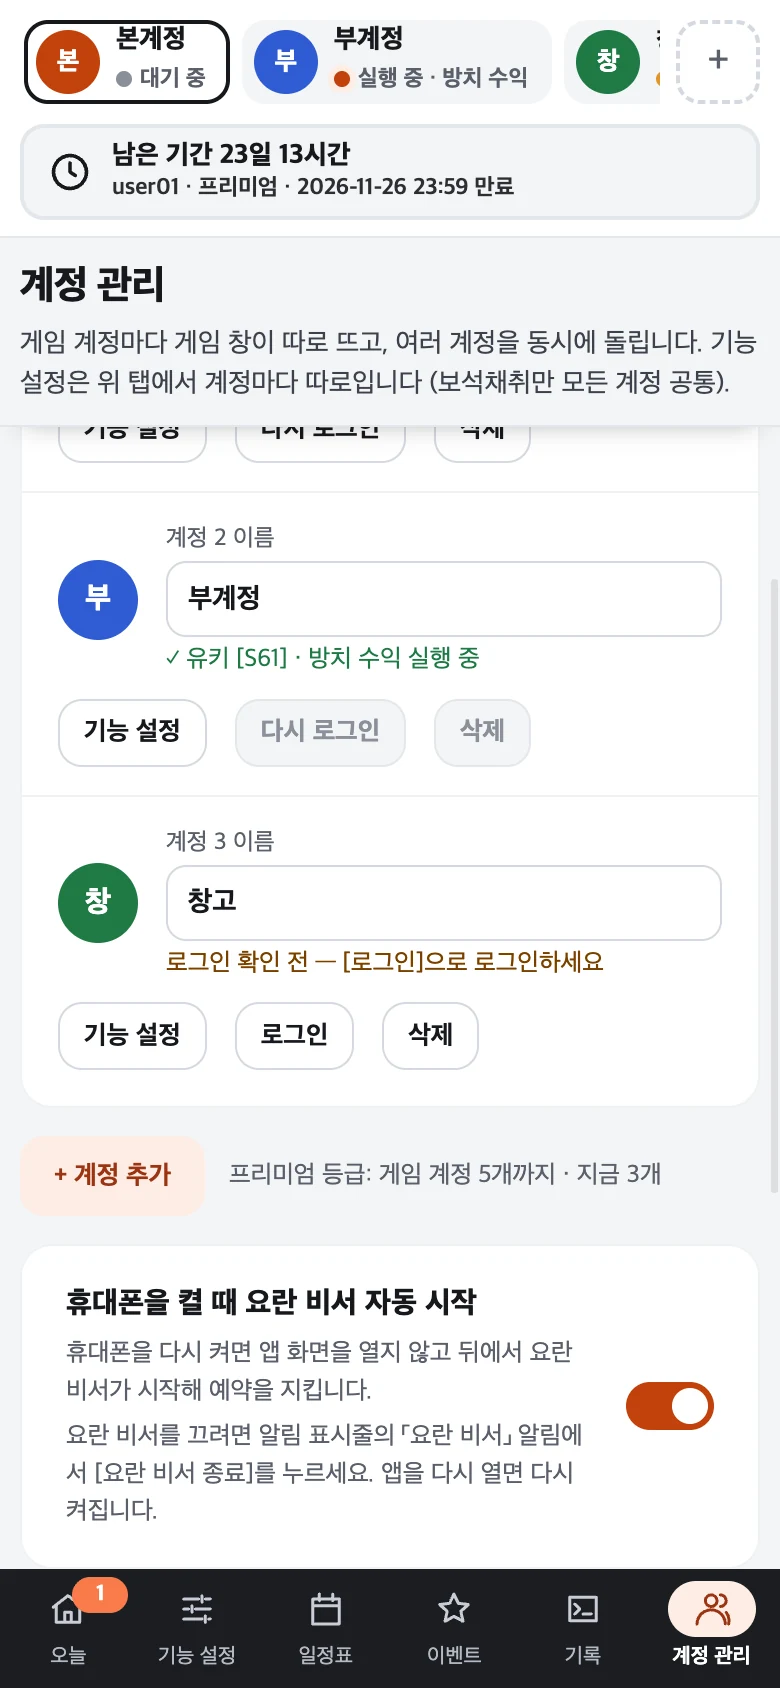 본 본계정
대기 중
부 부계정
실행 중 · 방치 수익
창
+
남은 기간 23일 13시간
user01 · 프리미엄 · 2026-11-26 23:59 만료
계정 관리
게임 계정마다 게임 창이 따로 뜨고, 여러 계정을 동시에 돌립니다. 기능
설정은 위 탭에서 계정마다 따로입니다 (보석채취만 모든 계정 공통).
기능 설정 다시 로그인 삭제
계정 2 이름
부 부계정
✓ 유키 [S61] · 방치 수익 실행 중
기능 설정 다시 로그인 삭제
계정 3 이름
창 창고
로그인 확인 전 — [로그인]으로 로그인하세요
기능 설정 로그인 삭제
+ 계정 추가 프리미엄 등급: 게임 계정 5개까지 · 지금 3개
휴대폰을 켤 때 요란 비서 자동 시작
휴대폰을 다시 켜면 앱 화면을 열지 않고 뒤에서 요란
비서가 시작해 예약을 지킵니다.
요란 비서를 끄려면 알림 표시줄의 「요란 비서」 알림에
서 [요란 비서 종료]를 누르세요. 앱을 다시 열면 다시
켜집니다.
1
오늘 기능 설정 일정표 이벤트 기록 계정 관리